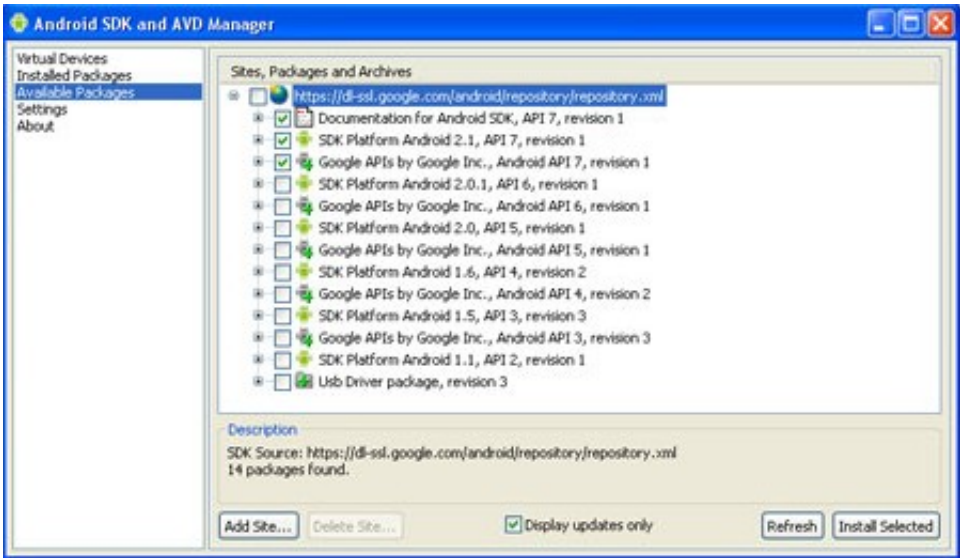 Android SDK and AVD Manager
Virtual Devices
Installed Packages
Available Packages
Settings
About
Sites, Packages and Archives
https://dl-ssl.google.com/android/repository/repository.xml
Documentation for Android SDK, API 7, revision 1
SDK Platform Android 2.1, API 7, revision 1
Google APIs by Google Inc., Android API 7, revision 1
SDK Platform Android 2.0.1, API 6, revision 1
Google APIs by Google Inc., Android API 6, revision 1
SDK Platform Android 2.0, API 5, revision 1
Google APIs by Google Inc., Android API 5, revision 1
SDK Platform Android 1.6, API 4, revision 2
Google APIs by Google Inc., Android API 4, revision 2
SDK Platform Android 1.5, API 3, revision 3
Google APIs by Google Inc., Android API 3, revision 3
SDK Platform Android 1.1, API 2, revision 1
Usb Driver package, revision 3
Description
SDK Source: https://dl-ssl.google.com/android/repository/repository.xml
14 packages found.
Add Site... Delete Site... Display updates only Refresh Install Selected